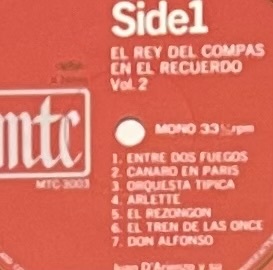 Side1
EL REY DEL COMPAS
EN EL RECUERDO
Vol. 2
mtc
MONO 33⅓rpm
MTC-3003
1. ENTRE DOS FUEGOS
2. CANARO EN PARIS
3. ORQUESTA TIPICA
4. ARLETTE
5. EL REZONGON
6. EL TREN DE LAS ONCE
7. DON ALFONSO
Juan D'Arienzo y su